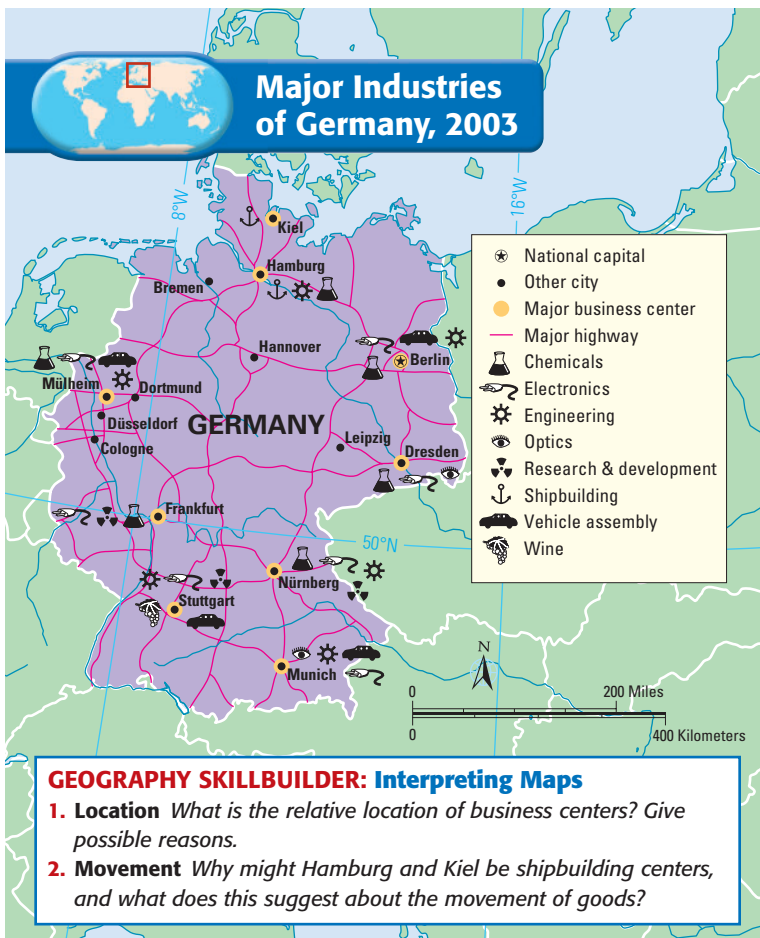 Major Industries
of Germany, 2003
8°W
16°W
Kiel
Hamburg
Bremen
Hannover
Berlin
Mülheim
Dortmund
GERMANY
Düsseldorf
Cologne
Leipzig
Dresden
Frankfurt
50°N
Nürnberg
Stuttgart
Munich
National capital
Other city
Major business center
Major highway
Chemicals
Electronics
Engineering
Optics
Research & development
Shipbuilding
Vehicle assembly
Wine
N
0 200 Miles
0 400 Kilometers
GEOGRAPHY SKILLBUILDER: Interpreting Maps
1. Location What is the relative location of business centers? Give
possible reasons.
2. Movement Why might Hamburg and Kiel be shipbuilding centers,
and what does this suggest about the movement of goods?